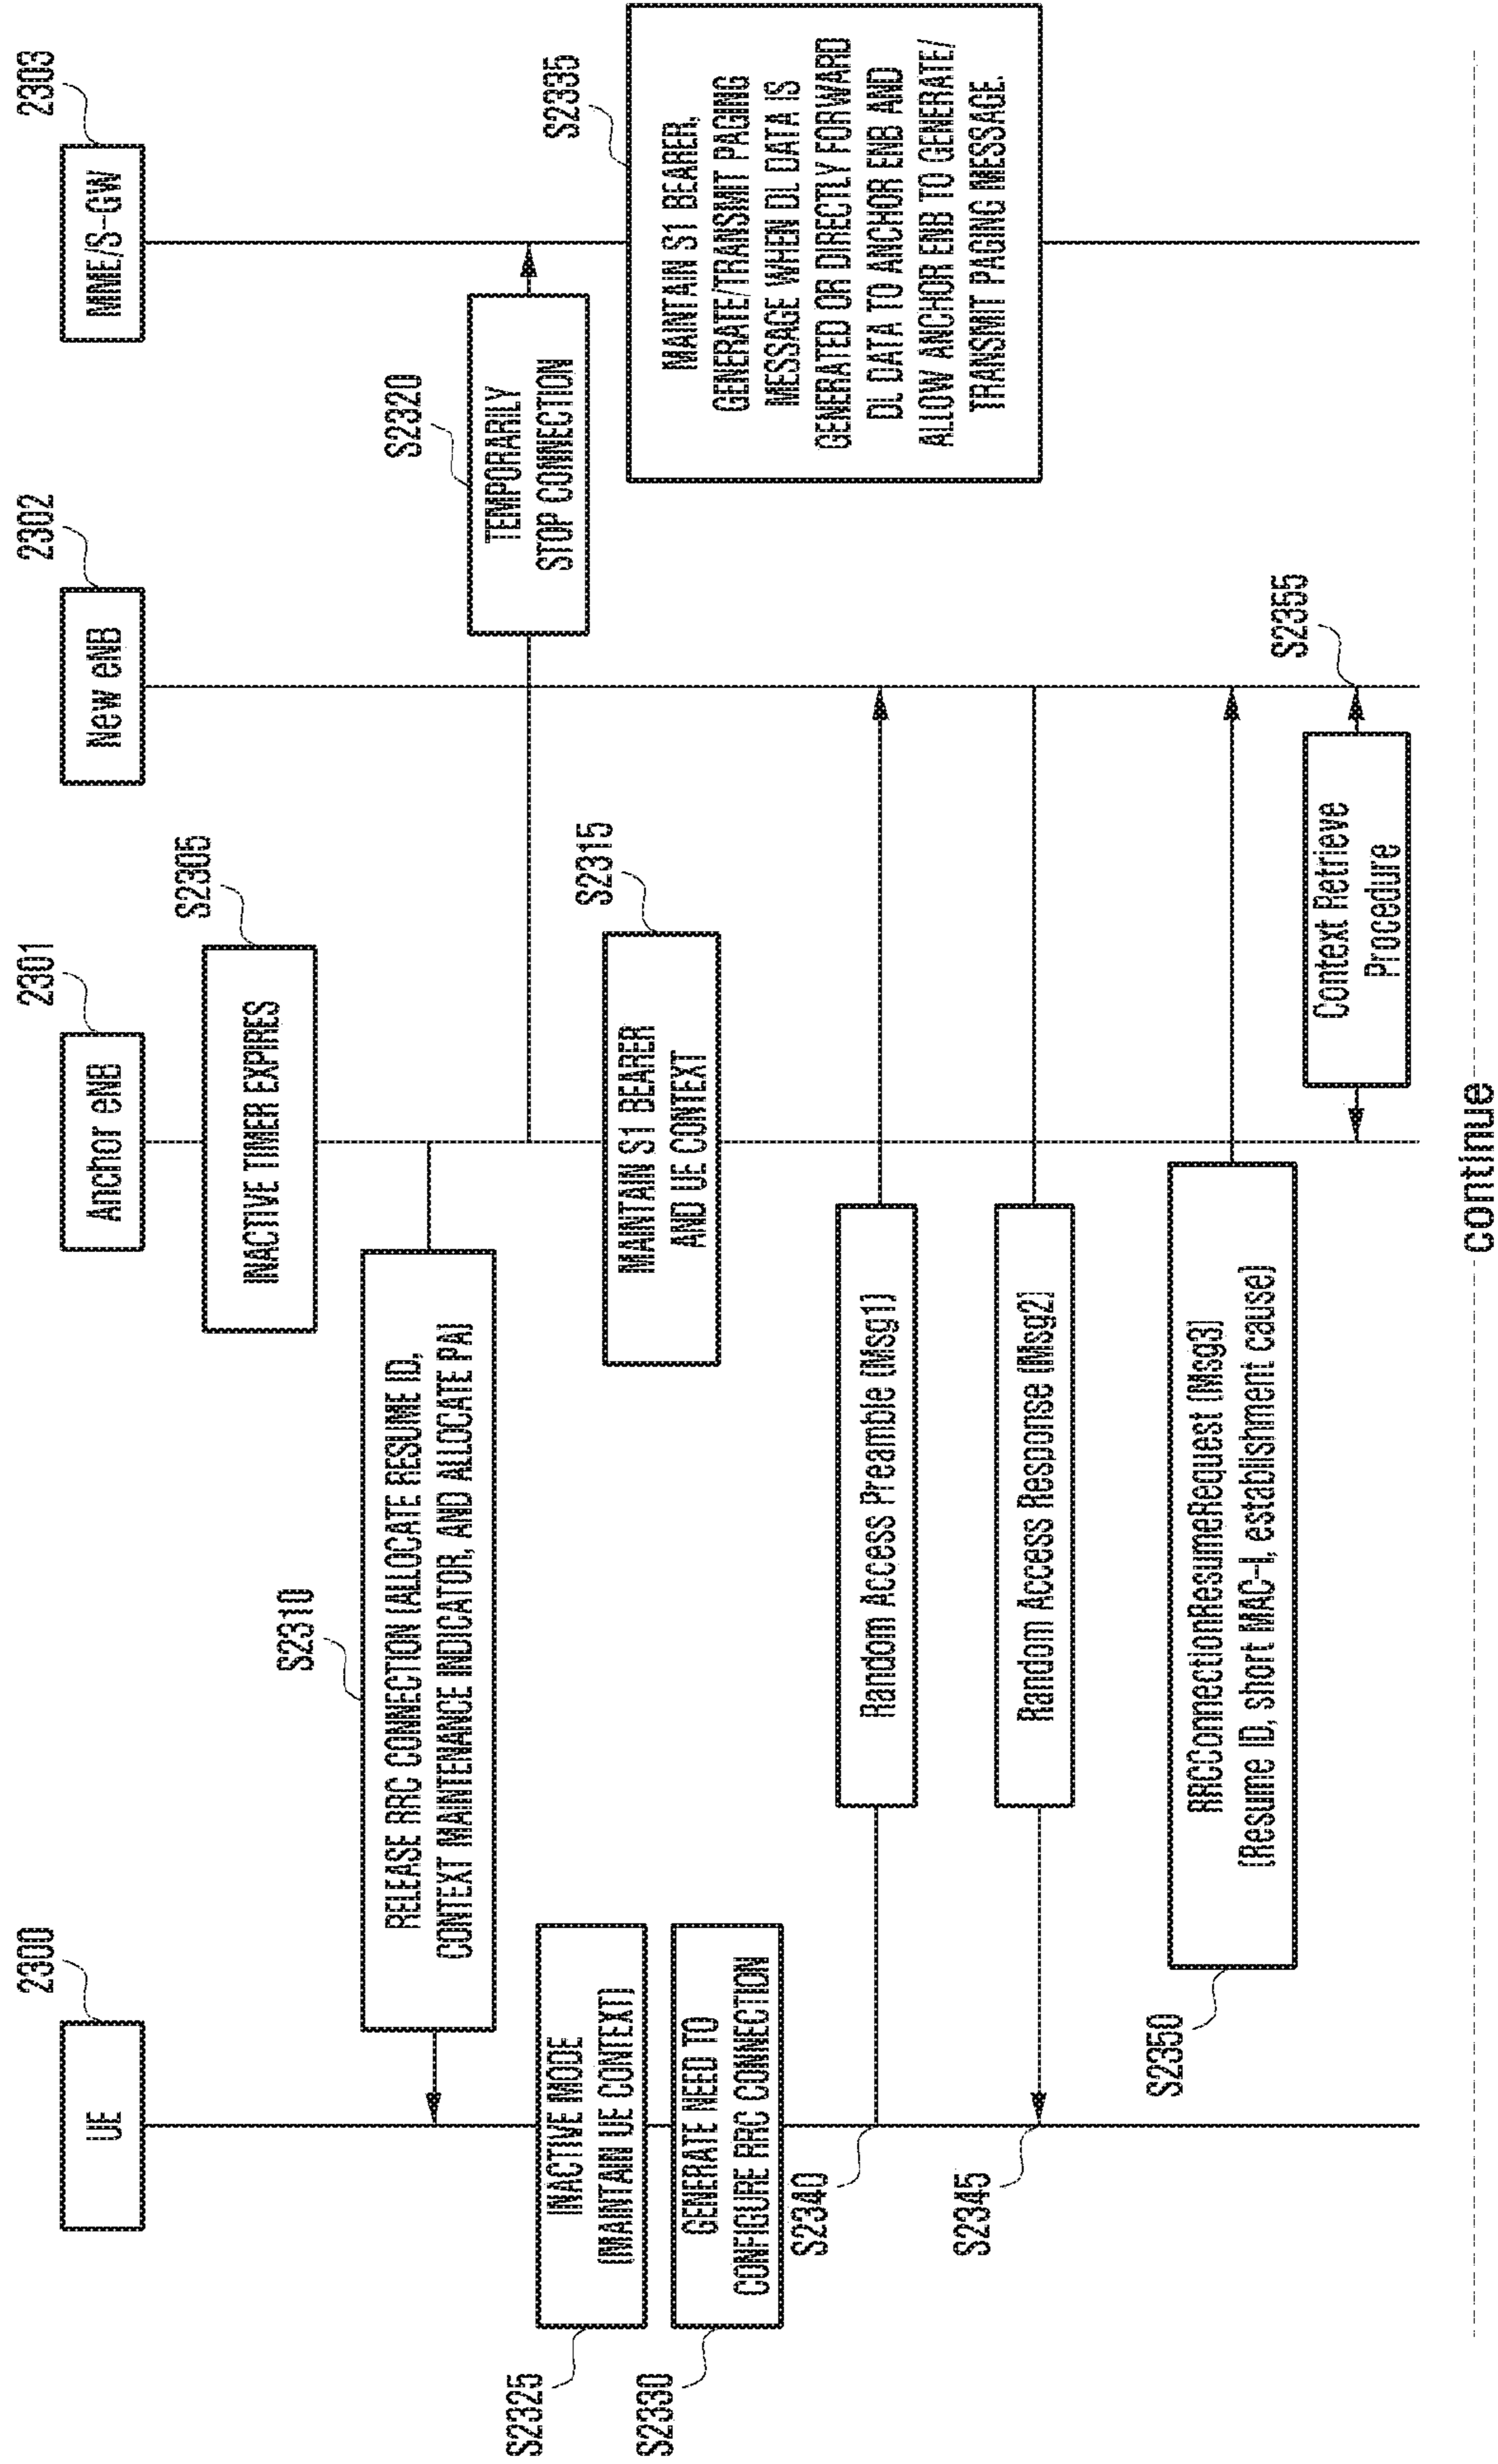 2300
UE
2301
Anchor eNB
2302
New eNB
2303
MME/S-GW
S2305
INACTIVE TIMER EXPIRES
S2310
RELEASE RRC CONNECTION (ALLOCATE RESUME ID,
CONTEXT MAINTENANCE INDICATOR, AND ALLOCATE PA)
S2320
TEMPORARILY
STOP CONNECTION
S2325
INACTIVE MODE
(MAINTAIN UE CONTEXT)
S2315
MAINTAIN S1 BEARER
AND UE CONTEXT
S2330
GENERATE NEED TO
CONFIGURE RRC CONNECTION
S2335
MAINTAIN S1 BEARER,
GENERATE/TRANSMIT PAGING
MESSAGE WHEN DL DATA IS
GENERATED OR DIRECTLY FORWARD
DL DATA TO ANCHOR ENB AND
ALLOW ANCHOR ENB TO GENERATE/
TRANSMIT PAGING MESSAGE.
S2340
Random Access Preamble (Msg1)
S2345
Random Access Response (Msg2)
S2350
RRCConnectionResumeRequest (Msg3)
(Resume ID, short MAC-I, establishment cause)
S2355
Context Retrieve
Procedure
continue